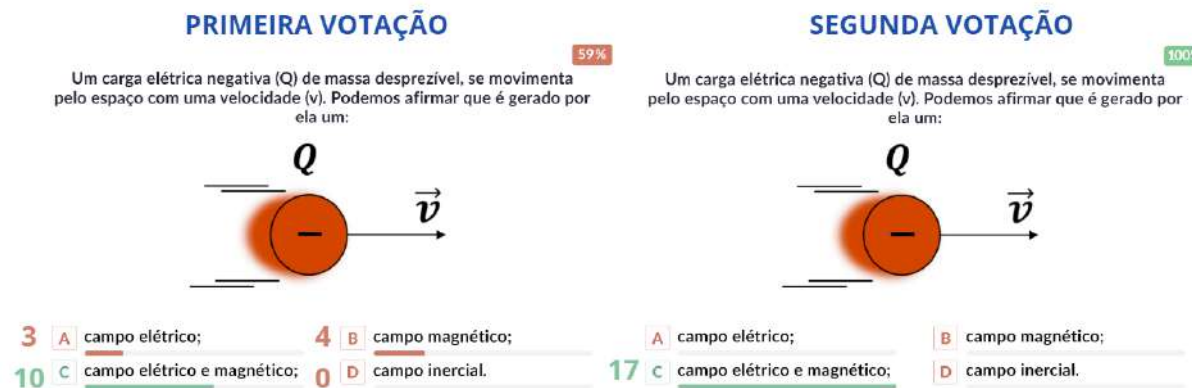 PRIMEIRA VOTAÇÃO
59%
Um carga elétrica negativa (Q) de massa desprezível, se movimenta
pelo espaço com uma velocidade (v). Podemos afirmar que é gerado por
ela um:
Q
v
3 A campo elétrico;
4 B campo magnético;
10 C campo elétrico e magnético;
0 D campo inercial.
SEGUNDA VOTAÇÃO
100%
Um carga elétrica negativa (Q) de massa desprezível, se movimenta
pelo espaço com uma velocidade (v). Podemos afirmar que é gerado por
ela um:
Q
v
A campo elétrico;
B campo magnético;
17 C campo elétrico e magnético;
D campo inercial.